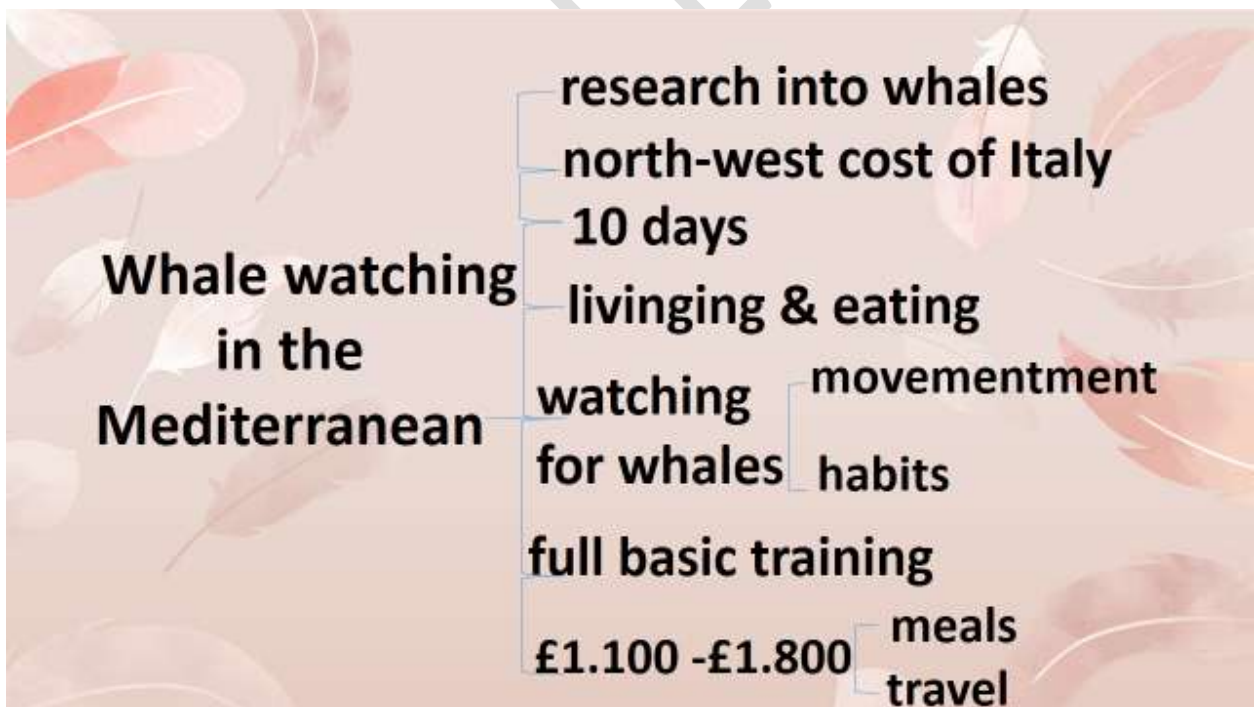 Whale watching
in the
Mediterranean
research into whales
north-west cost of Italy
10 days
livinging & eating
watching
for whales
movementment
habits
full basic training
£1.100 -£1.800
meals
travel